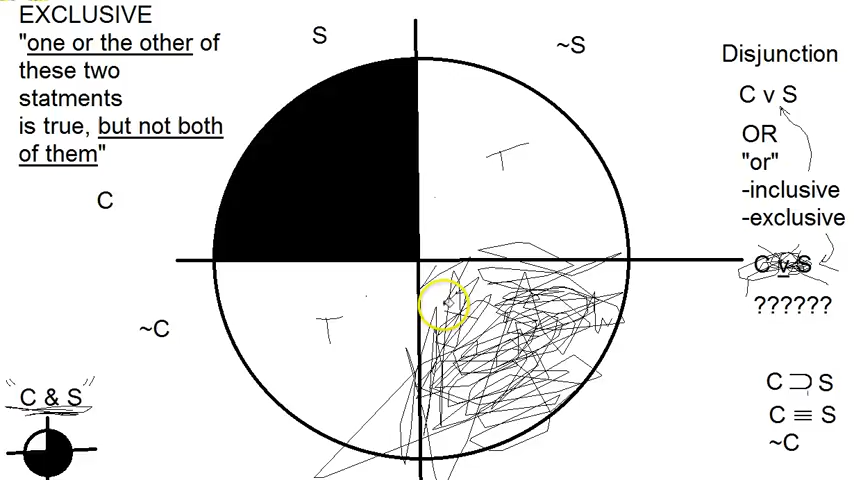 EXCLUSIVE
"one or the other of
these two
statments
is true, but not both
of them"
S
~S
C
~C
T
T
"C & S"
Disjunction
C v S
OR
"or"
-inclusive
-exclusive
C v S
??????
C ⊃ S
C ≡ S
~C